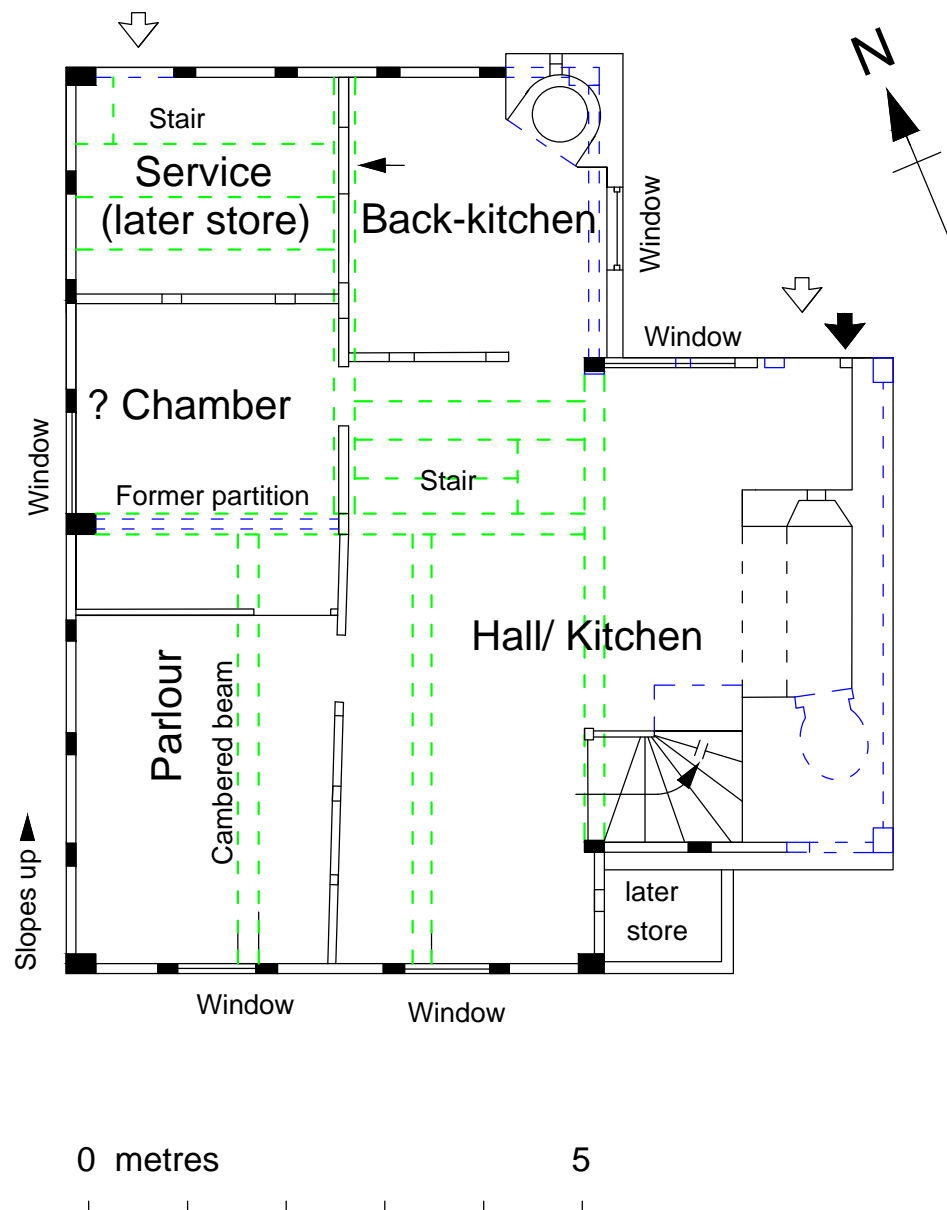 N
Stair
Service
(later store)
Back-kitchen
Window
Window
? Chamber
Window
Former partition
Stair
Hall/ Kitchen
Parlour
Cambered beam
Slopes up
later
store
Window
Window
0 metres 5